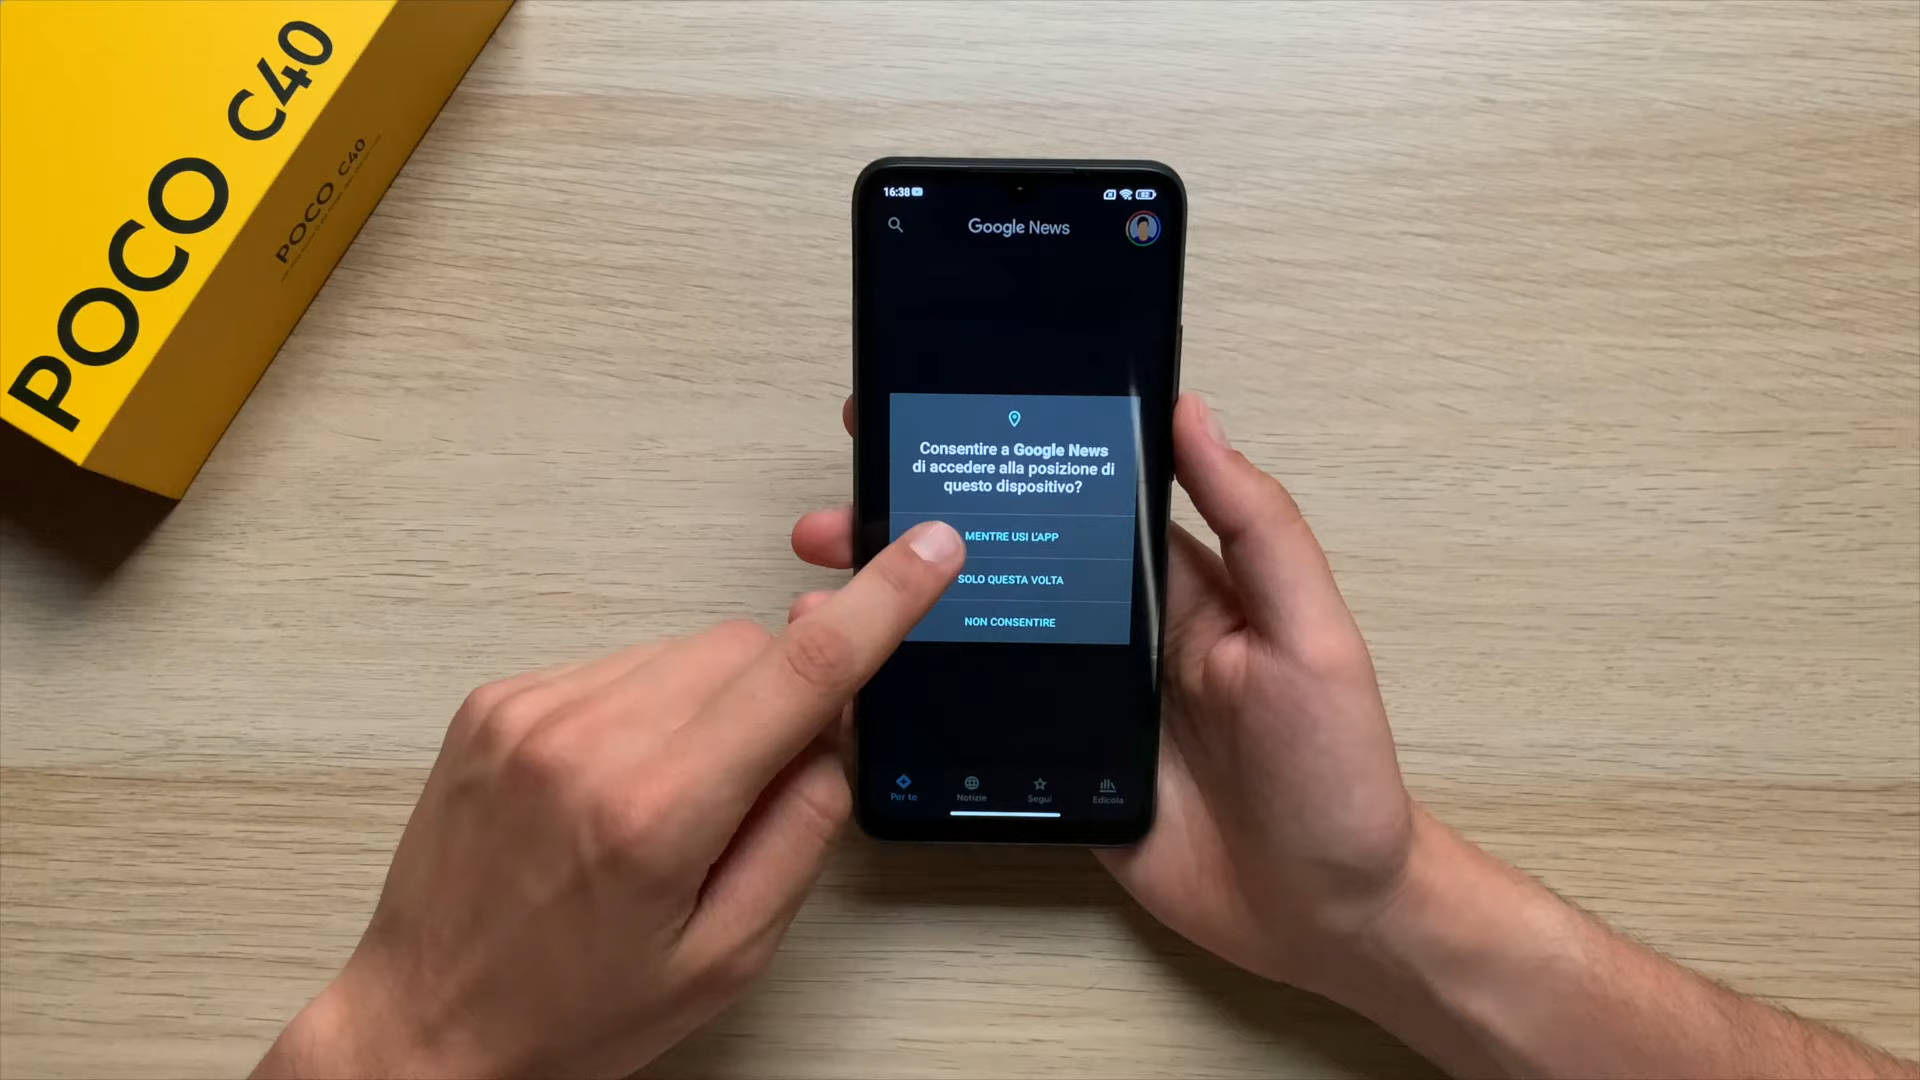 POCO C40
POCO C40
16:38
82
Google News
Consentire a Google News
di accedere alla posizione di
questo dispositivo?
MENTRE USI L'APP
SOLO QUESTA VOLTA
NON CONSENTIRE
Per te
Notizie
Segui
Edicola